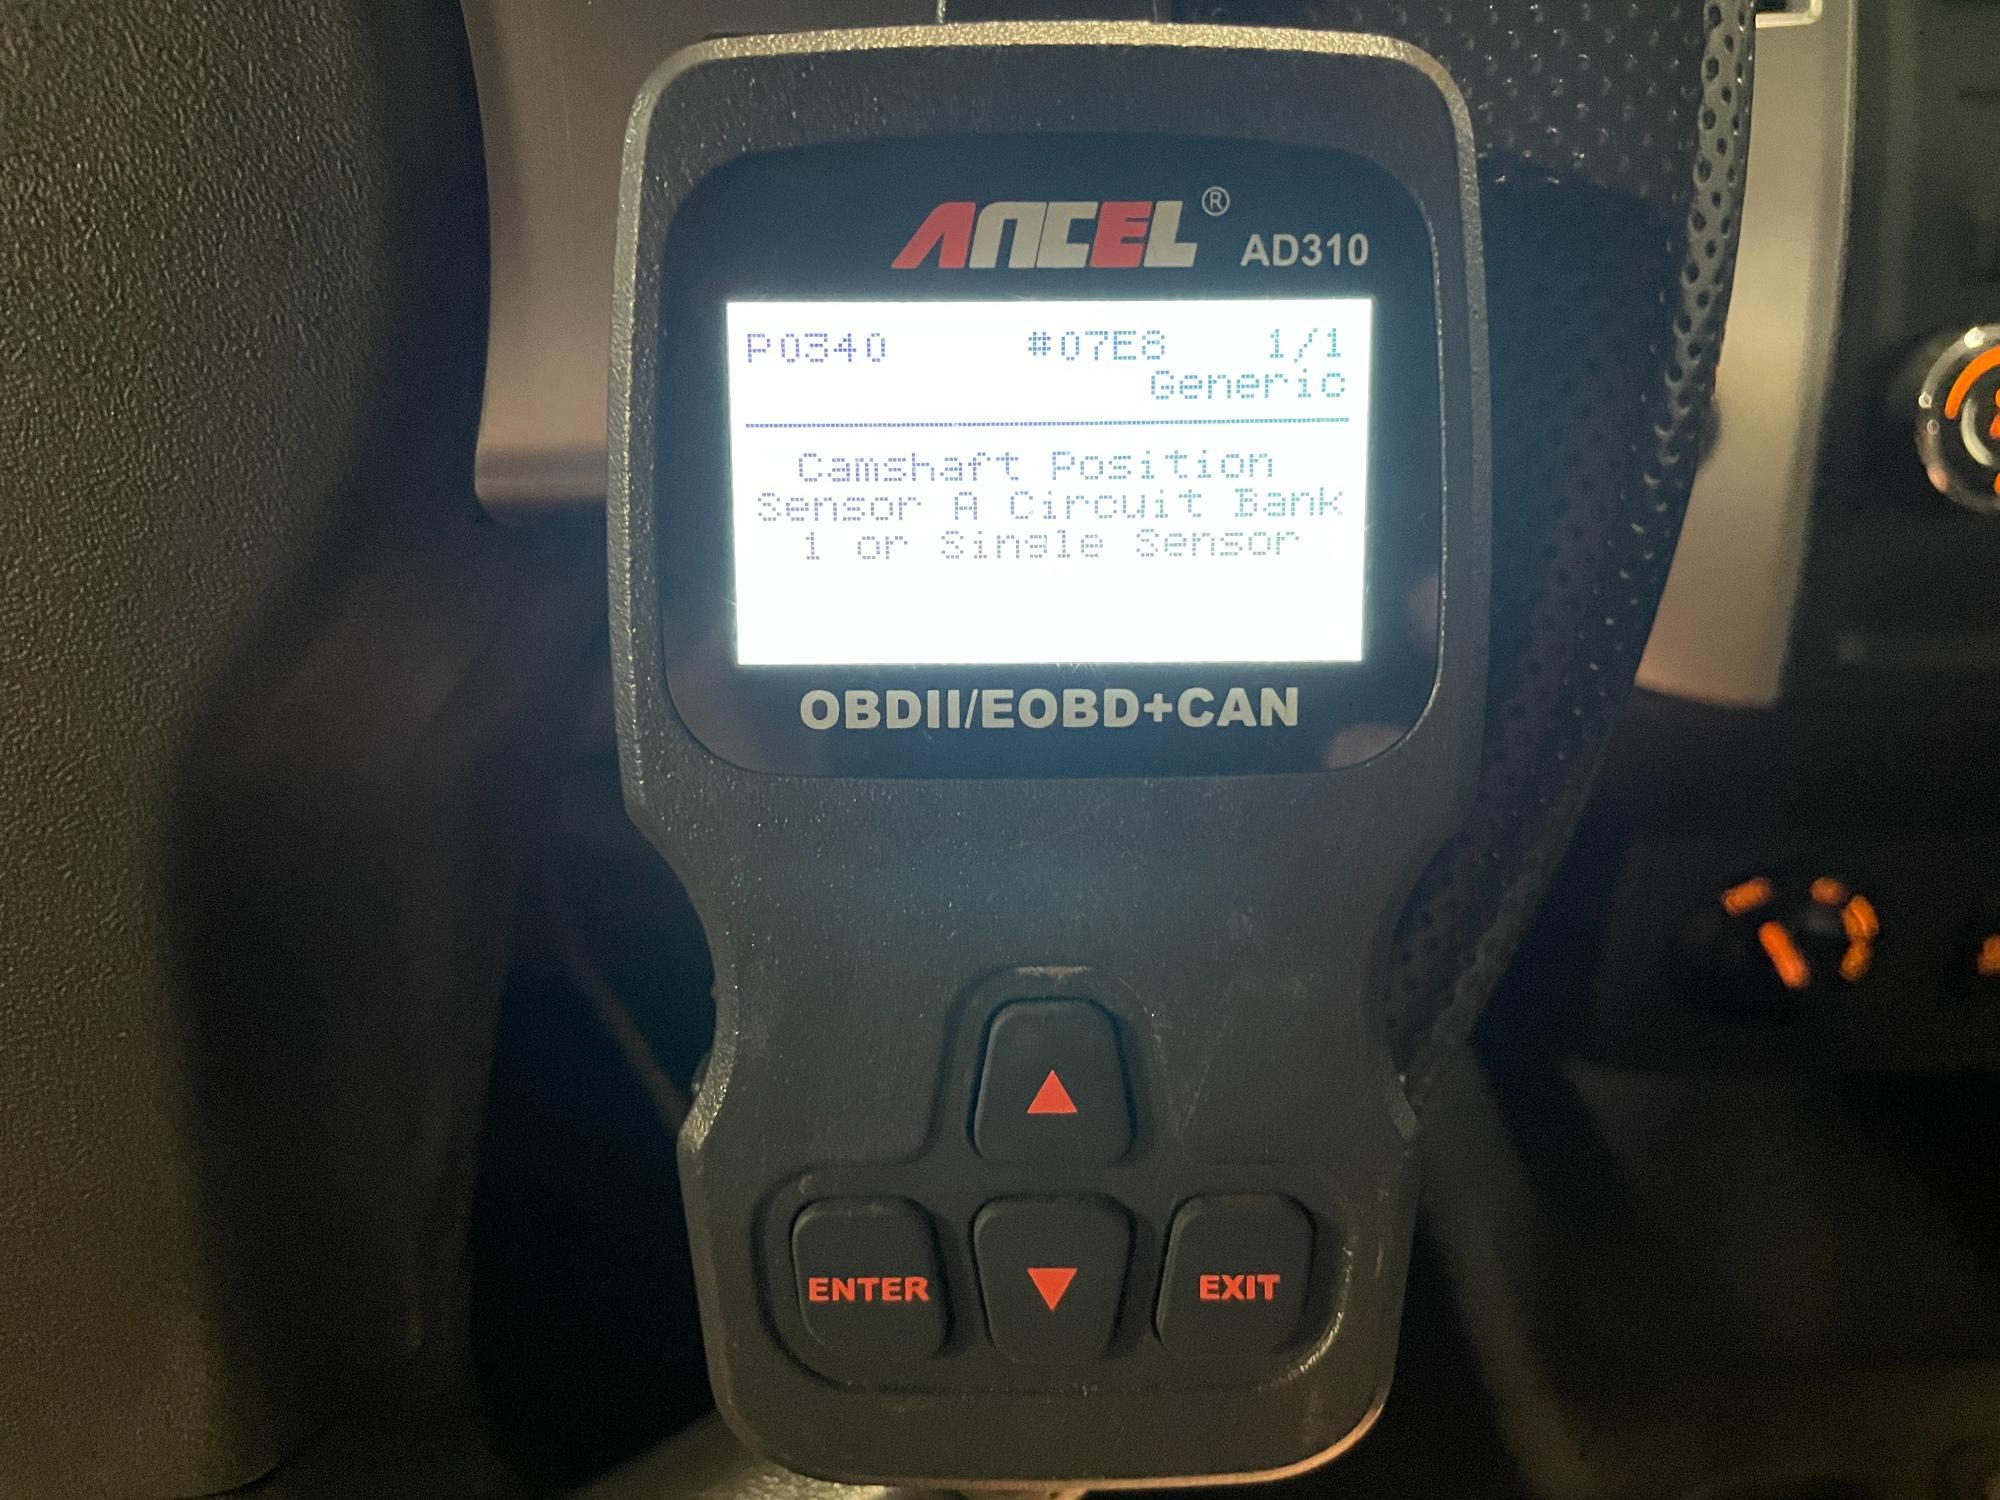 ANCEL® AD310
P0340 #07E8 1/1
Generic
Camshaft Position
Sensor A Circuit Bank
1 or Single Sensor
OBDII/EOBD+CAN
ENTER EXIT